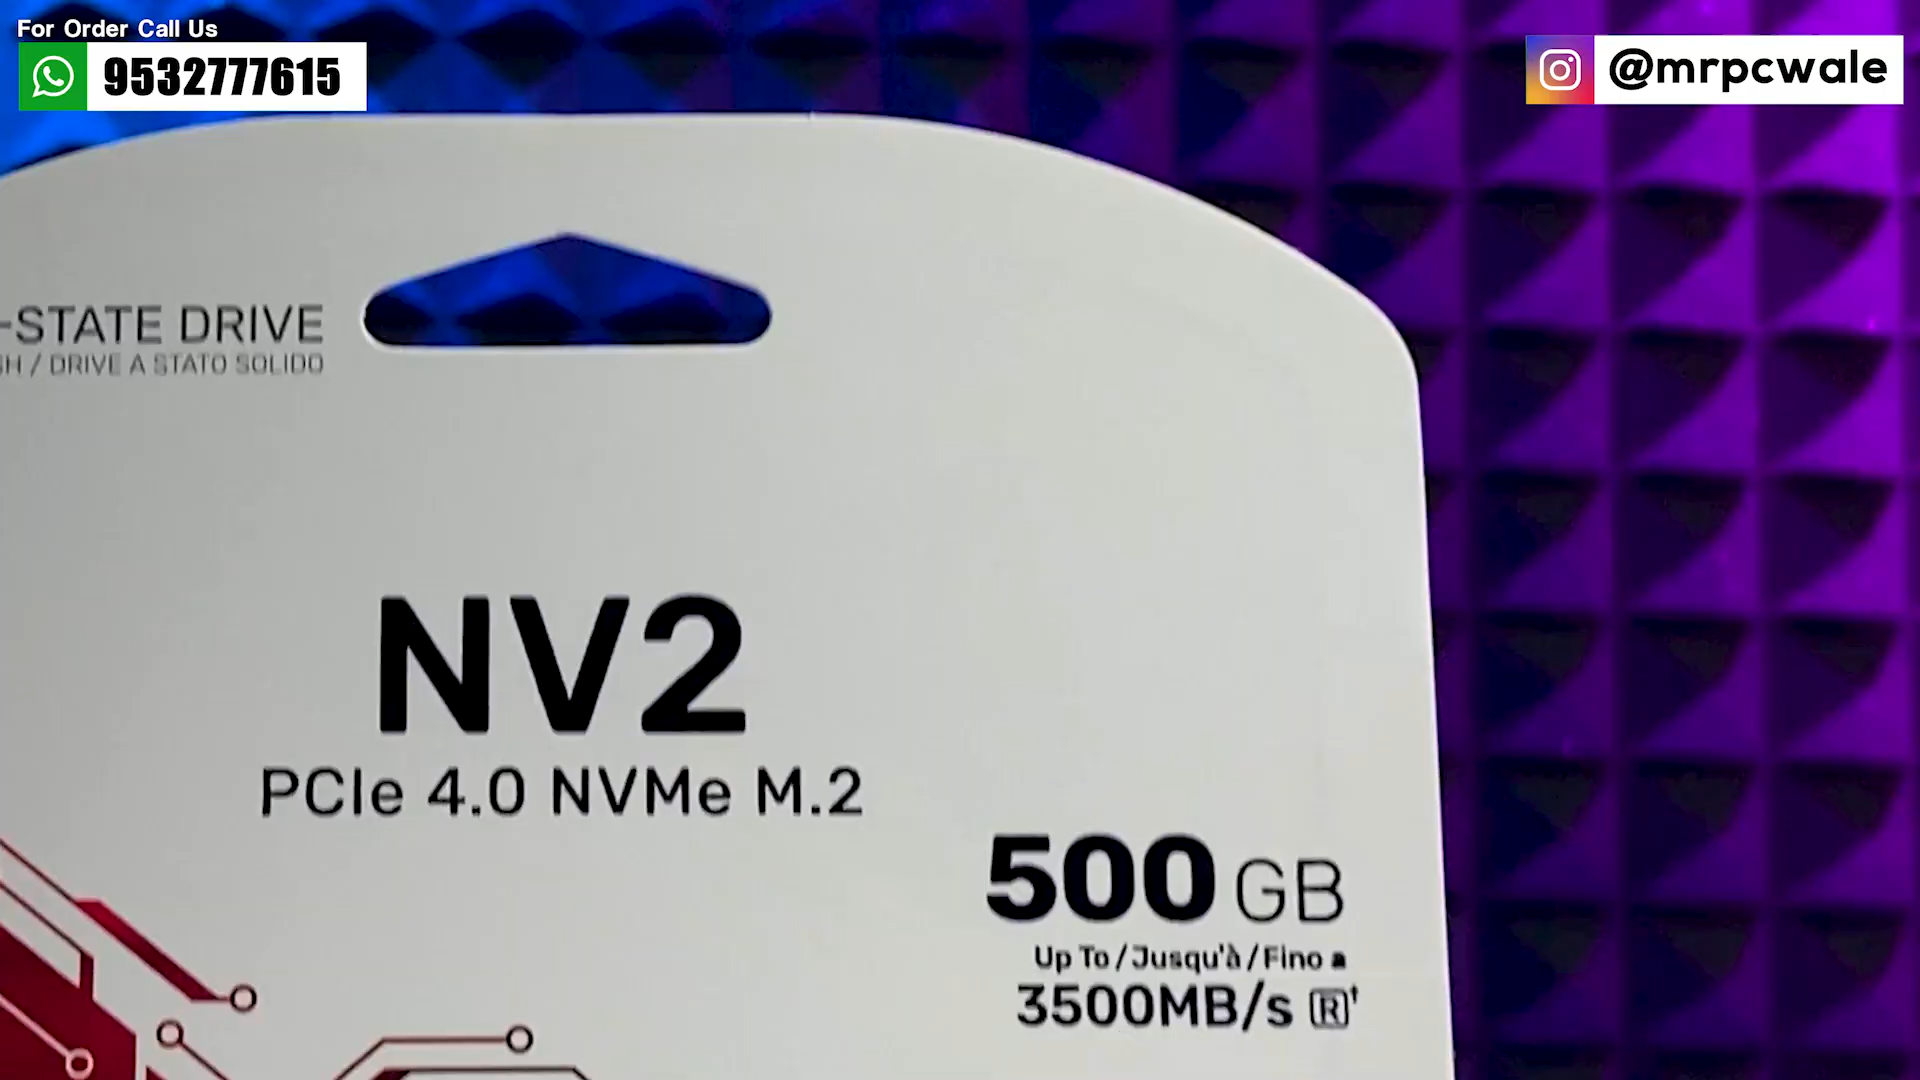 For Order Call Us
9532777615
@mrpcwale
-STATE DRIVE
/ DRIVE A STATO SOLIDO
NV2
PCIe 4.0 NVMe M.2
500 GB
Up To / Jusqu'à / Fino a
3500MB/s R†